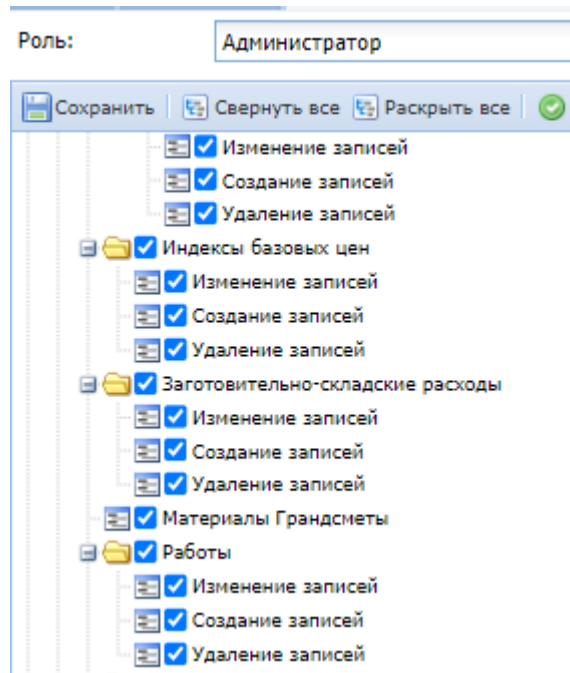 Роль: Администратор
Сохранить Свернуть все Раскрыть все
Изменение записей
Создание записей
Удаление записей
Индексы базовых цен
Изменение записей
Создание записей
Удаление записей
Заготовительно-складские расходы
Изменение записей
Создание записей
Удаление записей
Материалы Грандсметы
Работы
Изменение записей
Создание записей
Удаление записей